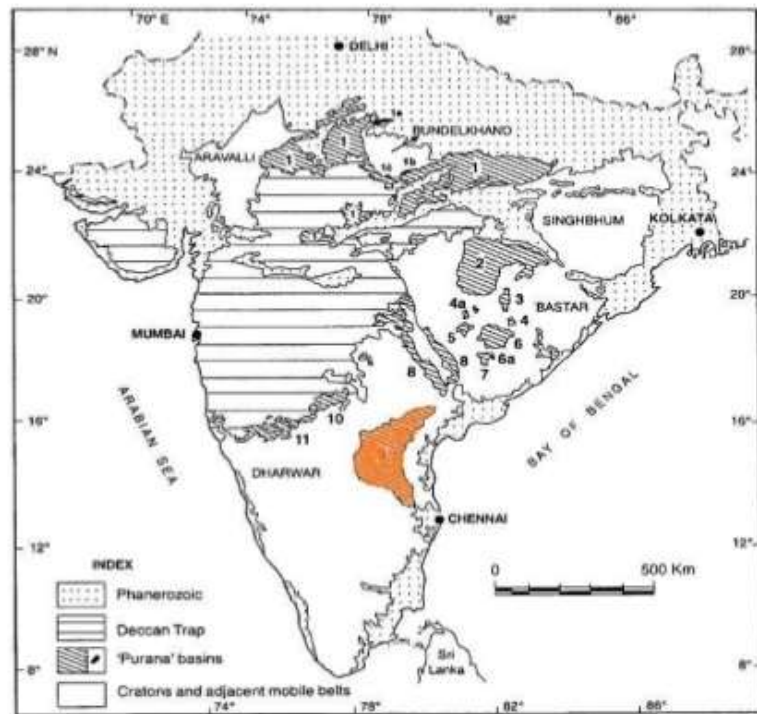 70°E 74° 78° 82° 86°
28°N 28°
DELHI
1a
BUNDELKHAND
ARAVALLI
1
1
1b
1
24° 24°
SINGHBHUM
KOLKATA
2
20° 20°
4a
3
BASTAR
4
MUMBAI
5
6
8
8
6a
7
ARABIAN SEA
BAY OF BENGAL
16° 16°
10
11
DHARWAR
CHENNAI
INDEX
12° 12°
0 500 Km
Phanerozoic
Deccan Trap
'Purana' basins
Cratons and adjacent mobile belts
8° 8°
Sri
Lanka
74° 78° 82° 86°